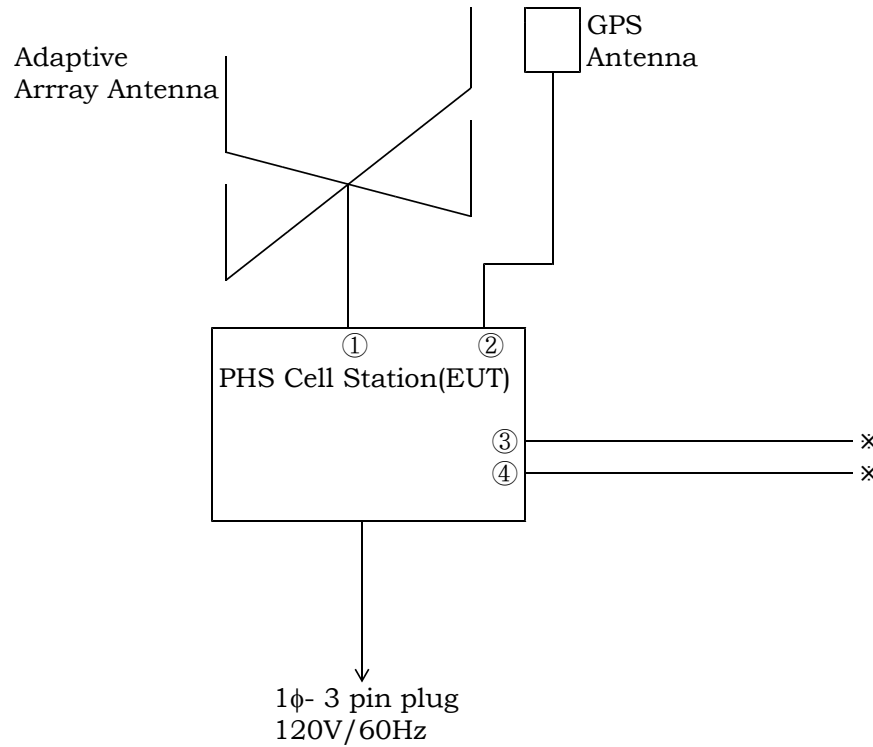 GPS
Antenna
Adaptive
Arrray Antenna
① ②
PHS Cell Station(EUT)
③ ※
④ ※
1ϕ- 3 pin plug
120V/60Hz